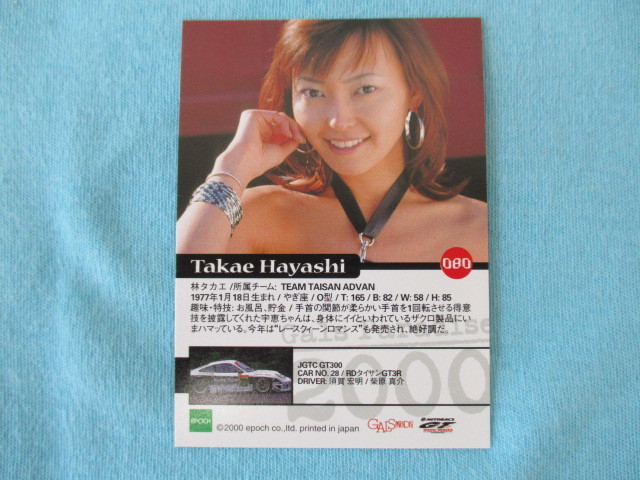 Takae Hayashi
080
林タカエ/所属チーム: TEAM TAISAN ADVAN
1977年1月18日生まれ / やぎ座 / O型 / T: 165 / B: 82 / W: 58 / H: 85
趣味・特技: お風呂、貯金 / 手首の関節が柔らかい手首を1回転させる得意
技を披露してくれた宇恵ちゃんは、身体にイイといわれているザクロ製品にい
まハマッている。今年は"レースクィーンロマンス"も発売され、絶好調だ。
Gals Paradise
2000
JGTC GT300
CAR NO. 28 / RDタイサンGT3R
DRIVER: 須賀 宏明 / 柴原 真介
EPOCH
©2000 epoch co.,ltd. printed in japan
GALS
GT